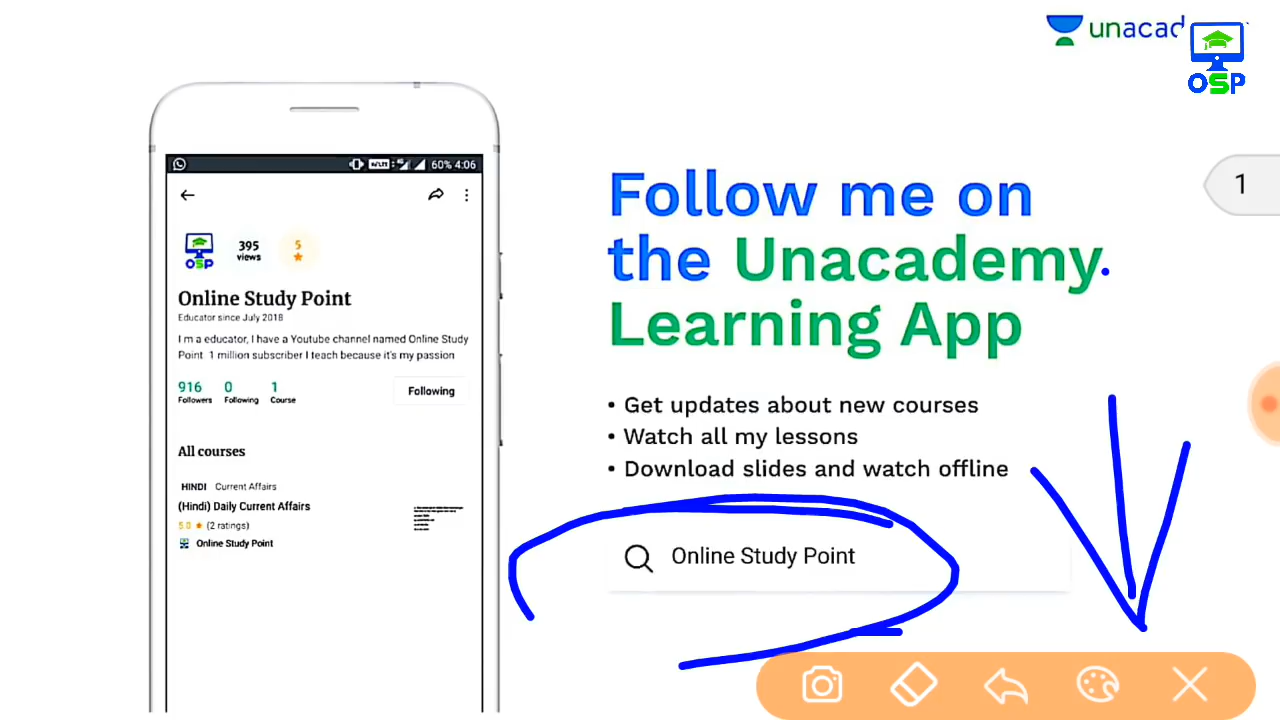 unacad
OSP
1
60% 4:06
395
views
5
OSP
Online Study Point
Educator since July 2018
I m a educator, I have a Youtube channel named Online Study
Point 1 million subscriber I teach because it's my passion
916 0 1
Followers Following Course
Following
All courses
HINDI Current Affairs
(Hindi) Daily Current Affairs
5.0 ★ (2 ratings)
Online Study Point
Follow me on
the Unacademy
Learning App
• Get updates about new courses
• Watch all my lessons
• Download slides and watch offline
Online Study Point